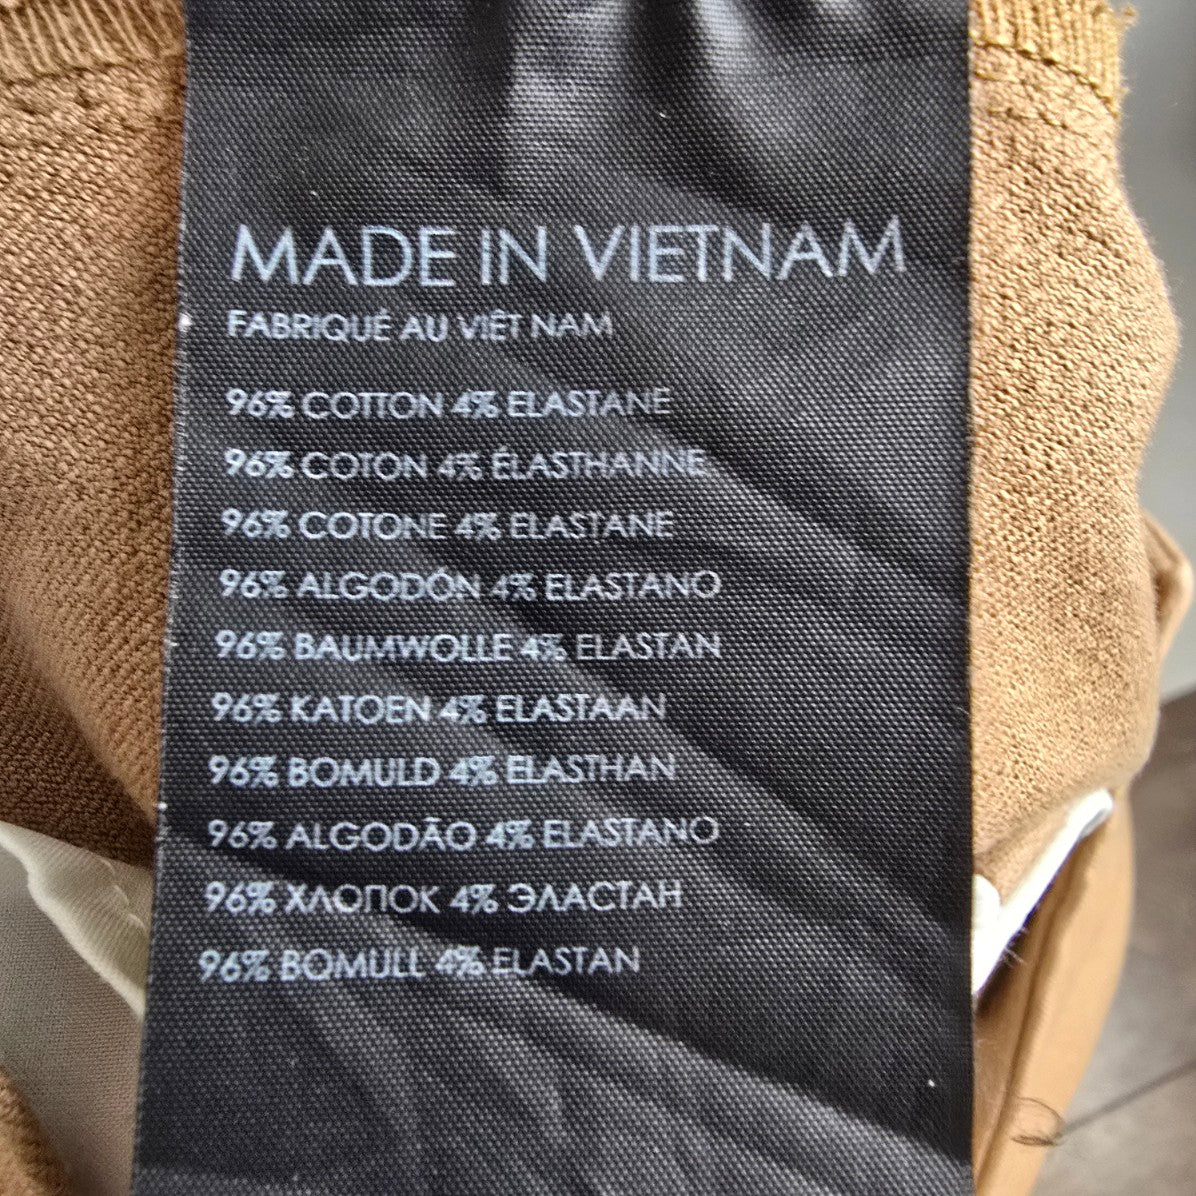 MADE IN VIETNAM
FABRIQUÉ AU VIÊT NAM
96% COTTON 4% ELASTANE
96% COTON 4% ÉLASTHANNE
96% COTONE 4% ELASTANE
96% ALGODÓN 4% ELASTANO
96% BAUMWOLLE 4% ELASTAN
96% KATOEN 4% ELASTAAN
96% BOMULD 4% ELASTHAN
96% ALGODÃO 4% ELASTANO
96% ХЛОПОК 4% ЭЛАСТАН
96% BOMULL 4% ELASTAN